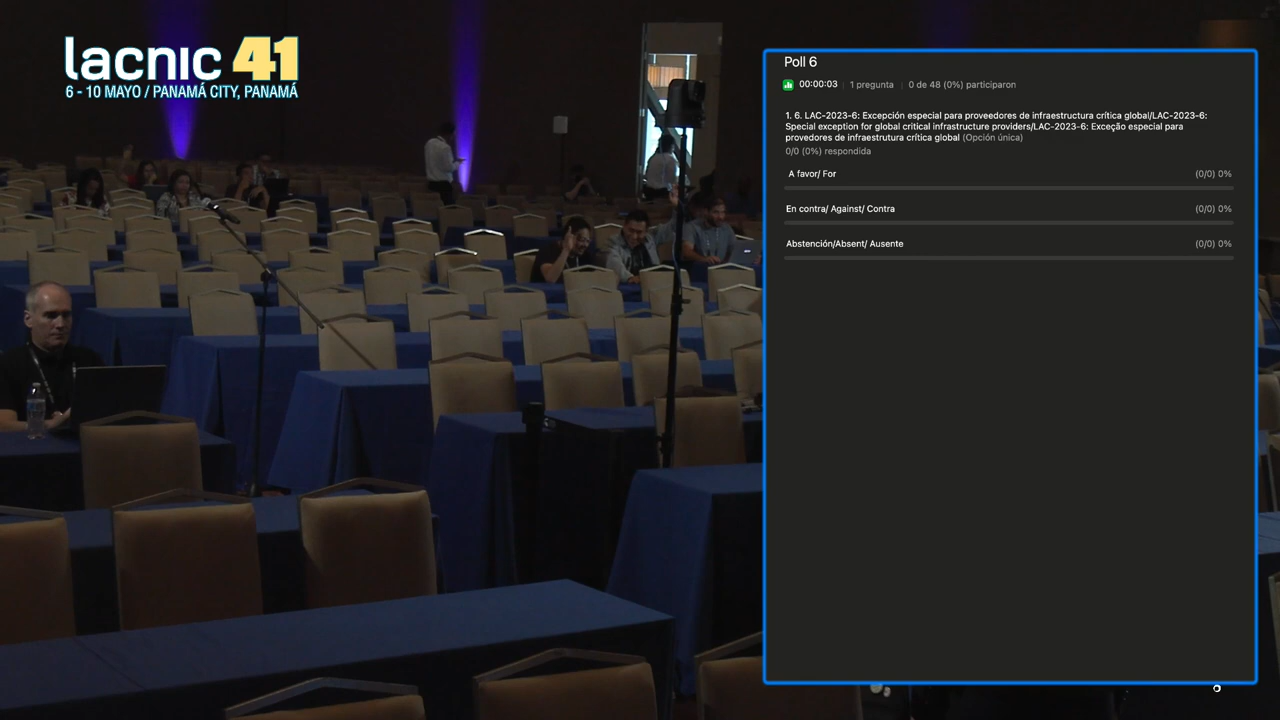 lacnic 41
6 - 10 MAYO / PANAMÁ CITY, PANAMÁ
Poll 6
00:00:03 | 1 pregunta | 0 de 48 (0%) participaron
1. 6. LAC-2023-6: Excepción especial para proveedores de infraestructura crítica global/LAC-2023-6:
Special exception for global critical infrastructure providers/LAC-2023-6: Exceção especial para
provedores de infraestrutura crítica global (Opción única)
0/0 (0%) respondida
A favor/ For (0/0) 0%
En contra/ Against/ Contra (0/0) 0%
Abstención/Absent/ Ausente (0/0) 0%